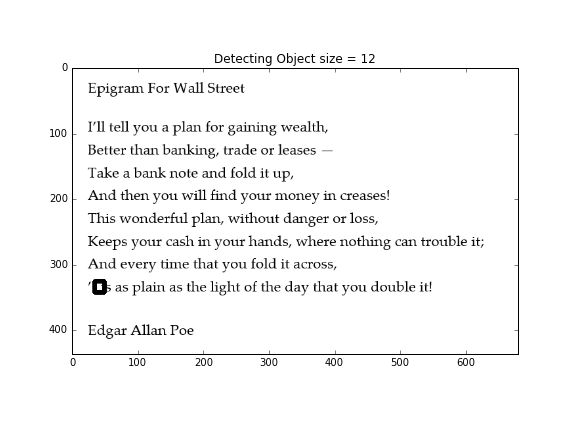 Detecting Object size = 12
0
Epigram For Wall Street
I'll tell you a plan for gaining wealth,
100
Better than banking, trade or leases —
Take a bank note and fold it up,
200
And then you will find your money in creases!
This wonderful plan, without danger or loss,
Keeps your cash in your hands, where nothing can trouble it;
300
And every time that you fold it across,
as plain as the light of the day that you double it!
400
Edgar Allan Poe
0 100 200 300 400 500 600